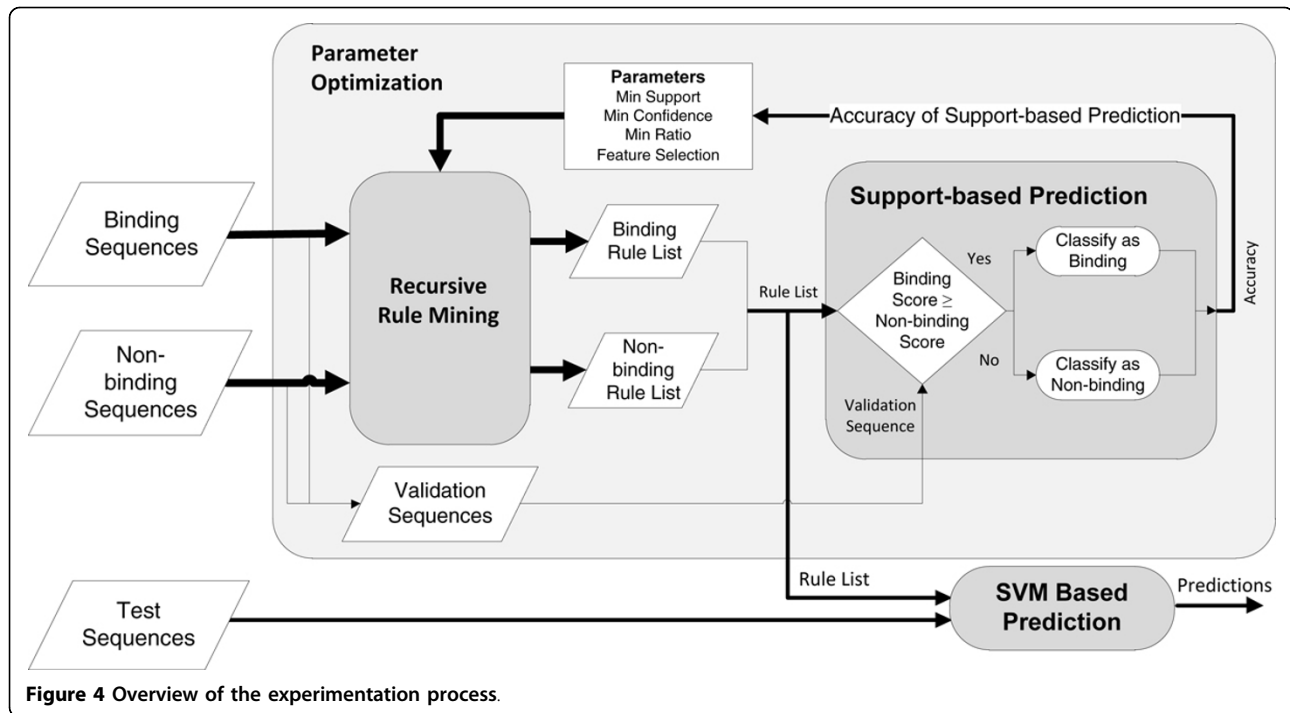 Parameter
Optimization
Parameters
Min Support
Min Confidence
Min Ratio
Feature Selection
Accuracy of Support-based Prediction
Binding
Sequences
Non-
binding
Sequences
Recursive
Rule Mining
Binding
Rule List
Non-
binding
Rule List
Rule List
Support-based Prediction
Binding
Score ≥
Non-binding
Score
Yes
No
Classify as
Binding
Classify as
Non-binding
Accuracy
Validation
Sequence
Validation
Sequences
Test
Sequences
Rule List
SVM Based
Prediction
Predictions
Figure 4 Overview of the experimentation process.